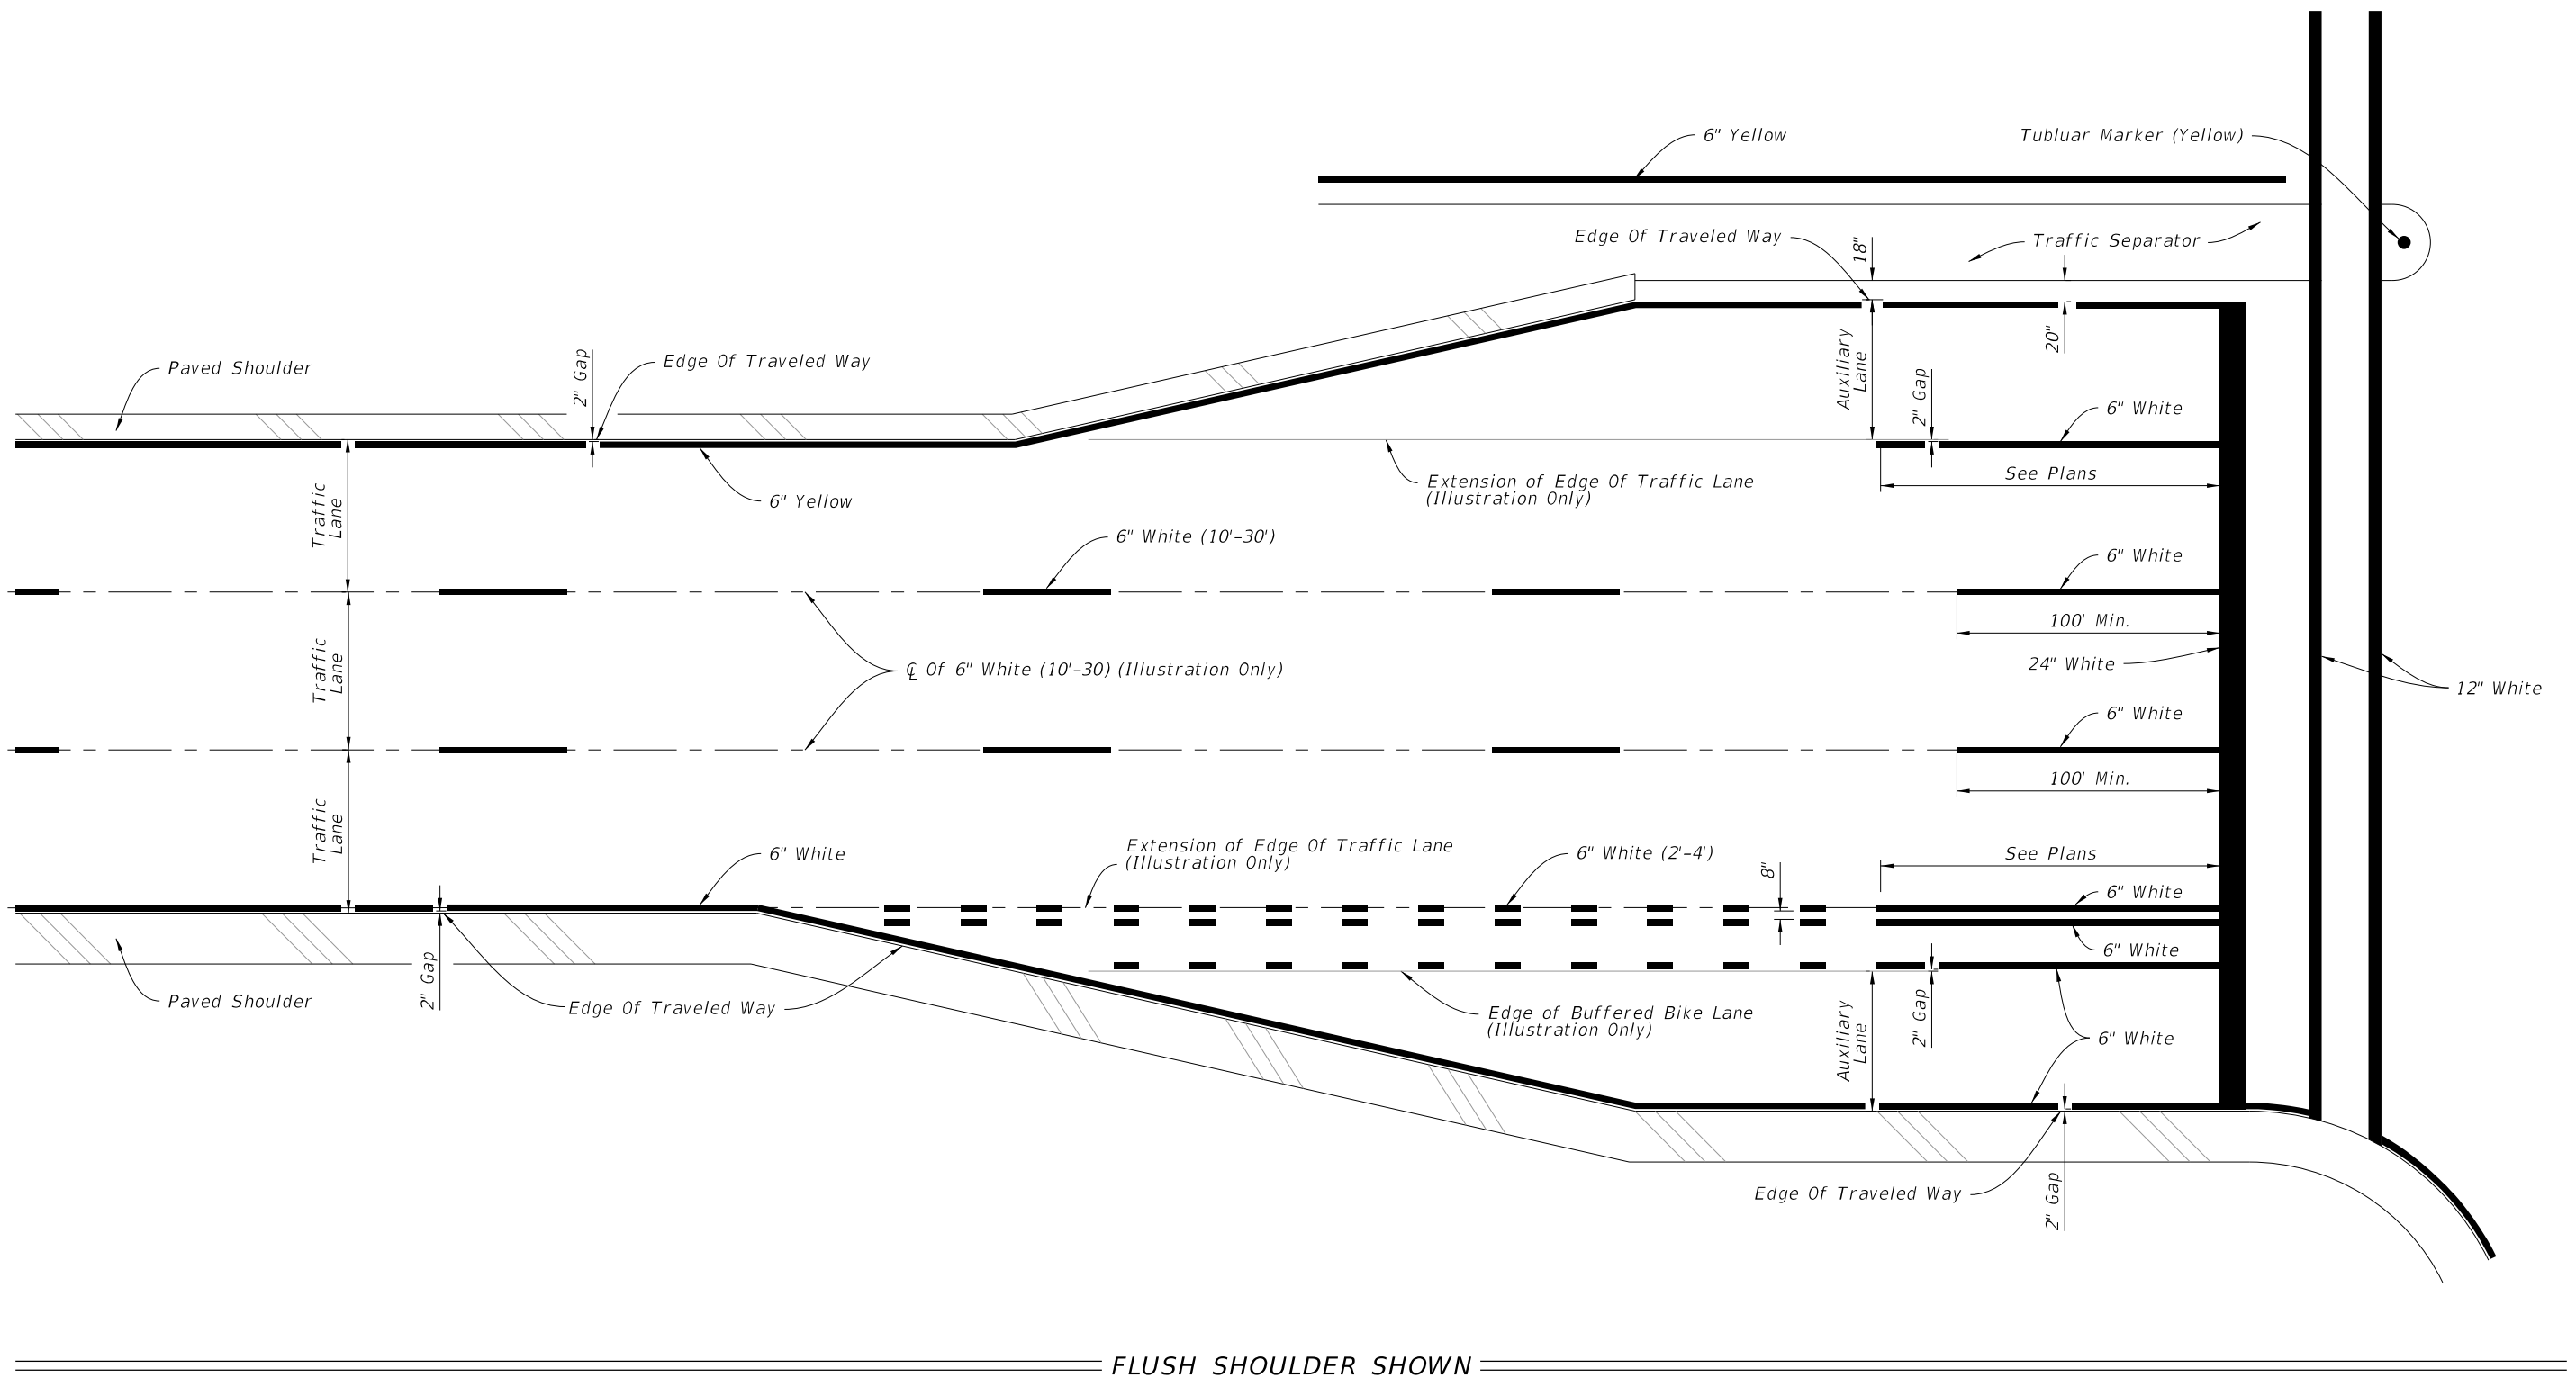 6" Yellow
Tubluar Marker (Yellow)
Edge Of Traveled Way
18"
Traffic Separator
20"
Paved Shoulder
2" Gap
Edge Of Traveled Way
Auxiliary
Lane
2" Gap
6" White
6" Yellow
Extension of Edge Of Traffic Lane
(Illustration Only)
See Plans
Traffic
Lane
6" White (10'-30')
6" White
100' Min.
Traffic
Lane
℄ Of 6" White (10'-30) (Illustration Only)
24" White
12" White
6" White
100' Min.
Traffic
Lane
6" White
Extension of Edge Of Traffic Lane
(Illustration Only)
6" White (2'-4')
8"
See Plans
6" White
6" White
Paved Shoulder
2" Gap
Edge Of Traveled Way
Edge of Buffered Bike Lane
(Illustration Only)
Auxiliary
Lane
2" Gap
6" White
Edge Of Traveled Way
2" Gap
FLUSH SHOULDER SHOWN